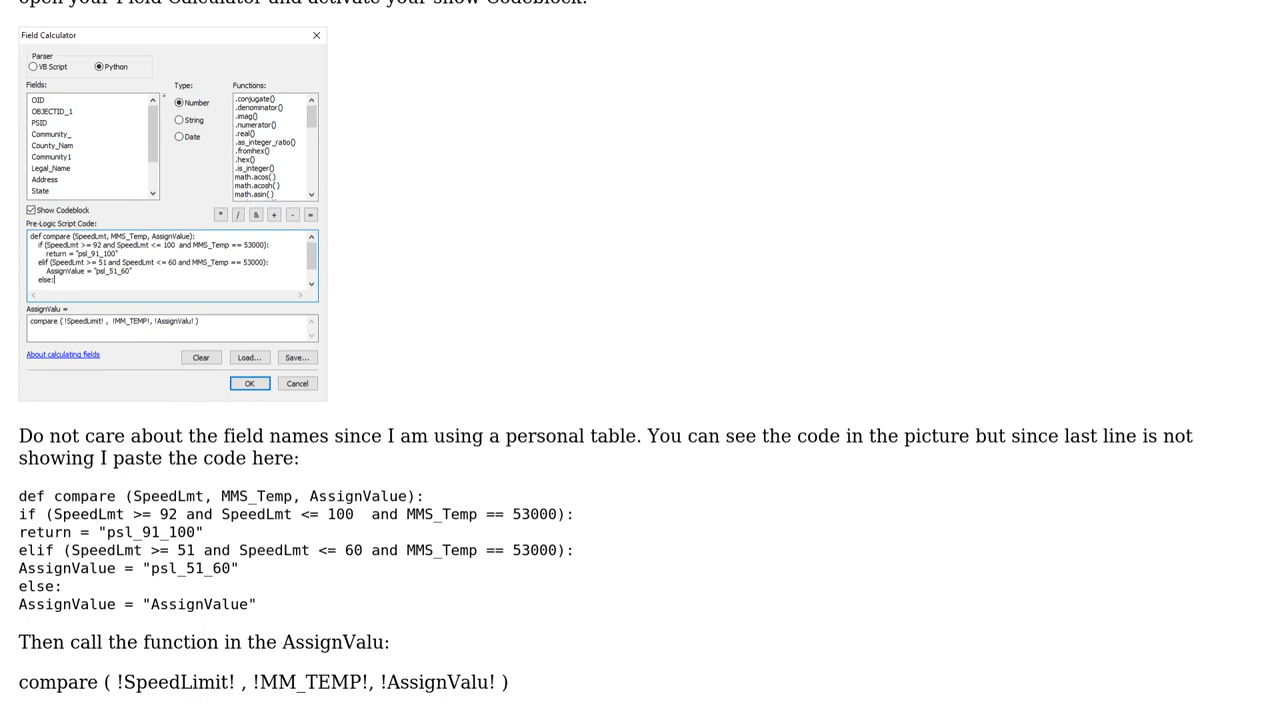 open your Field Calculator and activate your show Codeblock.
Field Calculator
Parser
VB Script Python
Fields:
Type:
Functions:
OID
OBJECTID_1
PSID
Community_
County_Nam
Community1
Legal_Name
Address
State
Number
String
Date
.conjugate()
.denominator()
.imag()
.numerator()
.real()
.as_integer_ratio()
.fromhex()
.hex()
.is_integer()
math.acos( )
math.acosh( )
math.asin( )
Show Codeblock
* / & + - =
Pre-Logic Script Code:
def compare (SpeedLmt, MMS_Temp, AssignValue):
if (SpeedLmt >= 92 and SpeedLmt <= 100 and MMS_Temp == 53000):
return = "psl_91_100"
elif (SpeedLmt >= 51 and SpeedLmt <= 60 and MMS_Temp == 53000):
AssignValue = "psl_51_60"
else:
AssignValu =
compare ( !SpeedLimit! , !MM_TEMP!, !AssignValu! )
About calculating fields
Clear Load... Save...
OK Cancel
Do not care about the field names since I am using a personal table. You can see the code in the picture but since last line is not
showing I paste the code here:
def compare (SpeedLmt, MMS_Temp, AssignValue):
if (SpeedLmt >= 92 and SpeedLmt <= 100  and MMS_Temp == 53000):
return = "psl_91_100"
elif (SpeedLmt >= 51 and SpeedLmt <= 60 and MMS_Temp == 53000):
AssignValue = "psl_51_60"
else:
AssignValue = "AssignValue"
Then call the function in the AssignValu:
compare ( !SpeedLimit! , !MM_TEMP!, !AssignValu! )